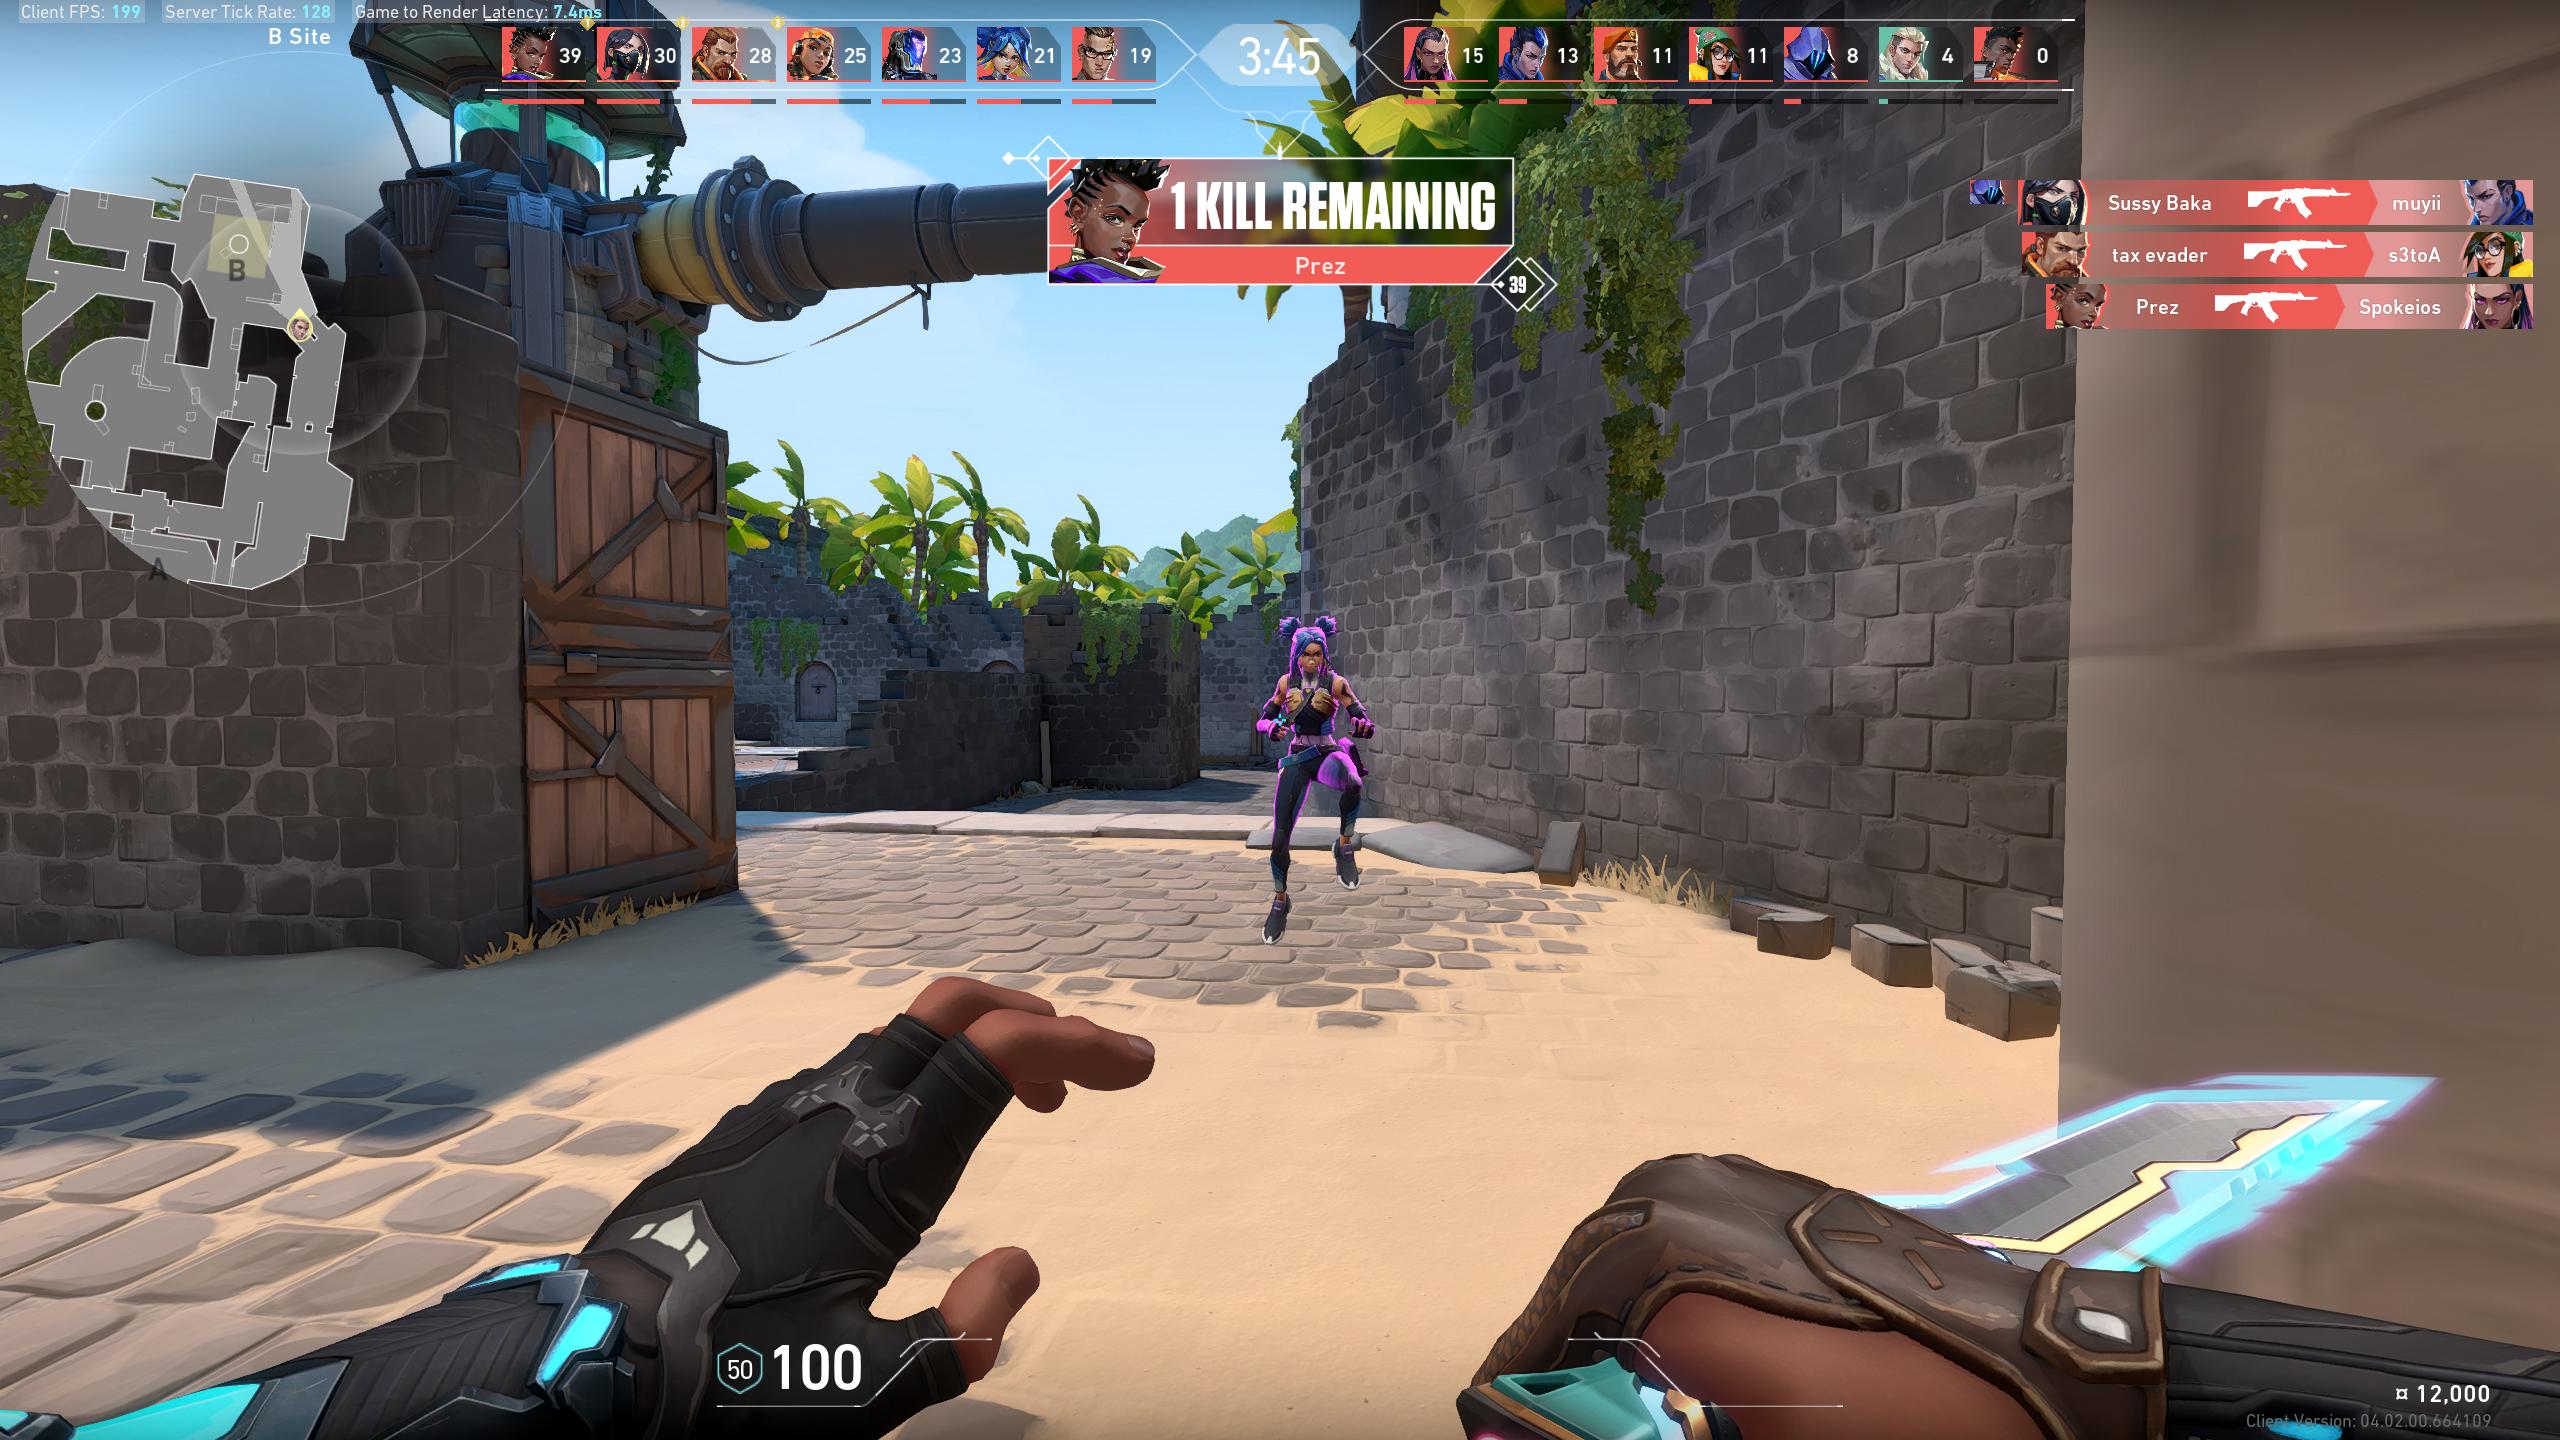 Client FPS: 199 Server Tick Rate: 128 Game to Render Latency: 7.4ms
B Site
39 30 28 25 23 21 19 3:45 15 13 11 11 8 4 0
1 KILL REMAINING
Prez
39
Sussy Baka muyii
tax evader s3toA
Prez Spokeios
B
A
50 100
¤ 12,000
Client Version: 04.02.00.664109